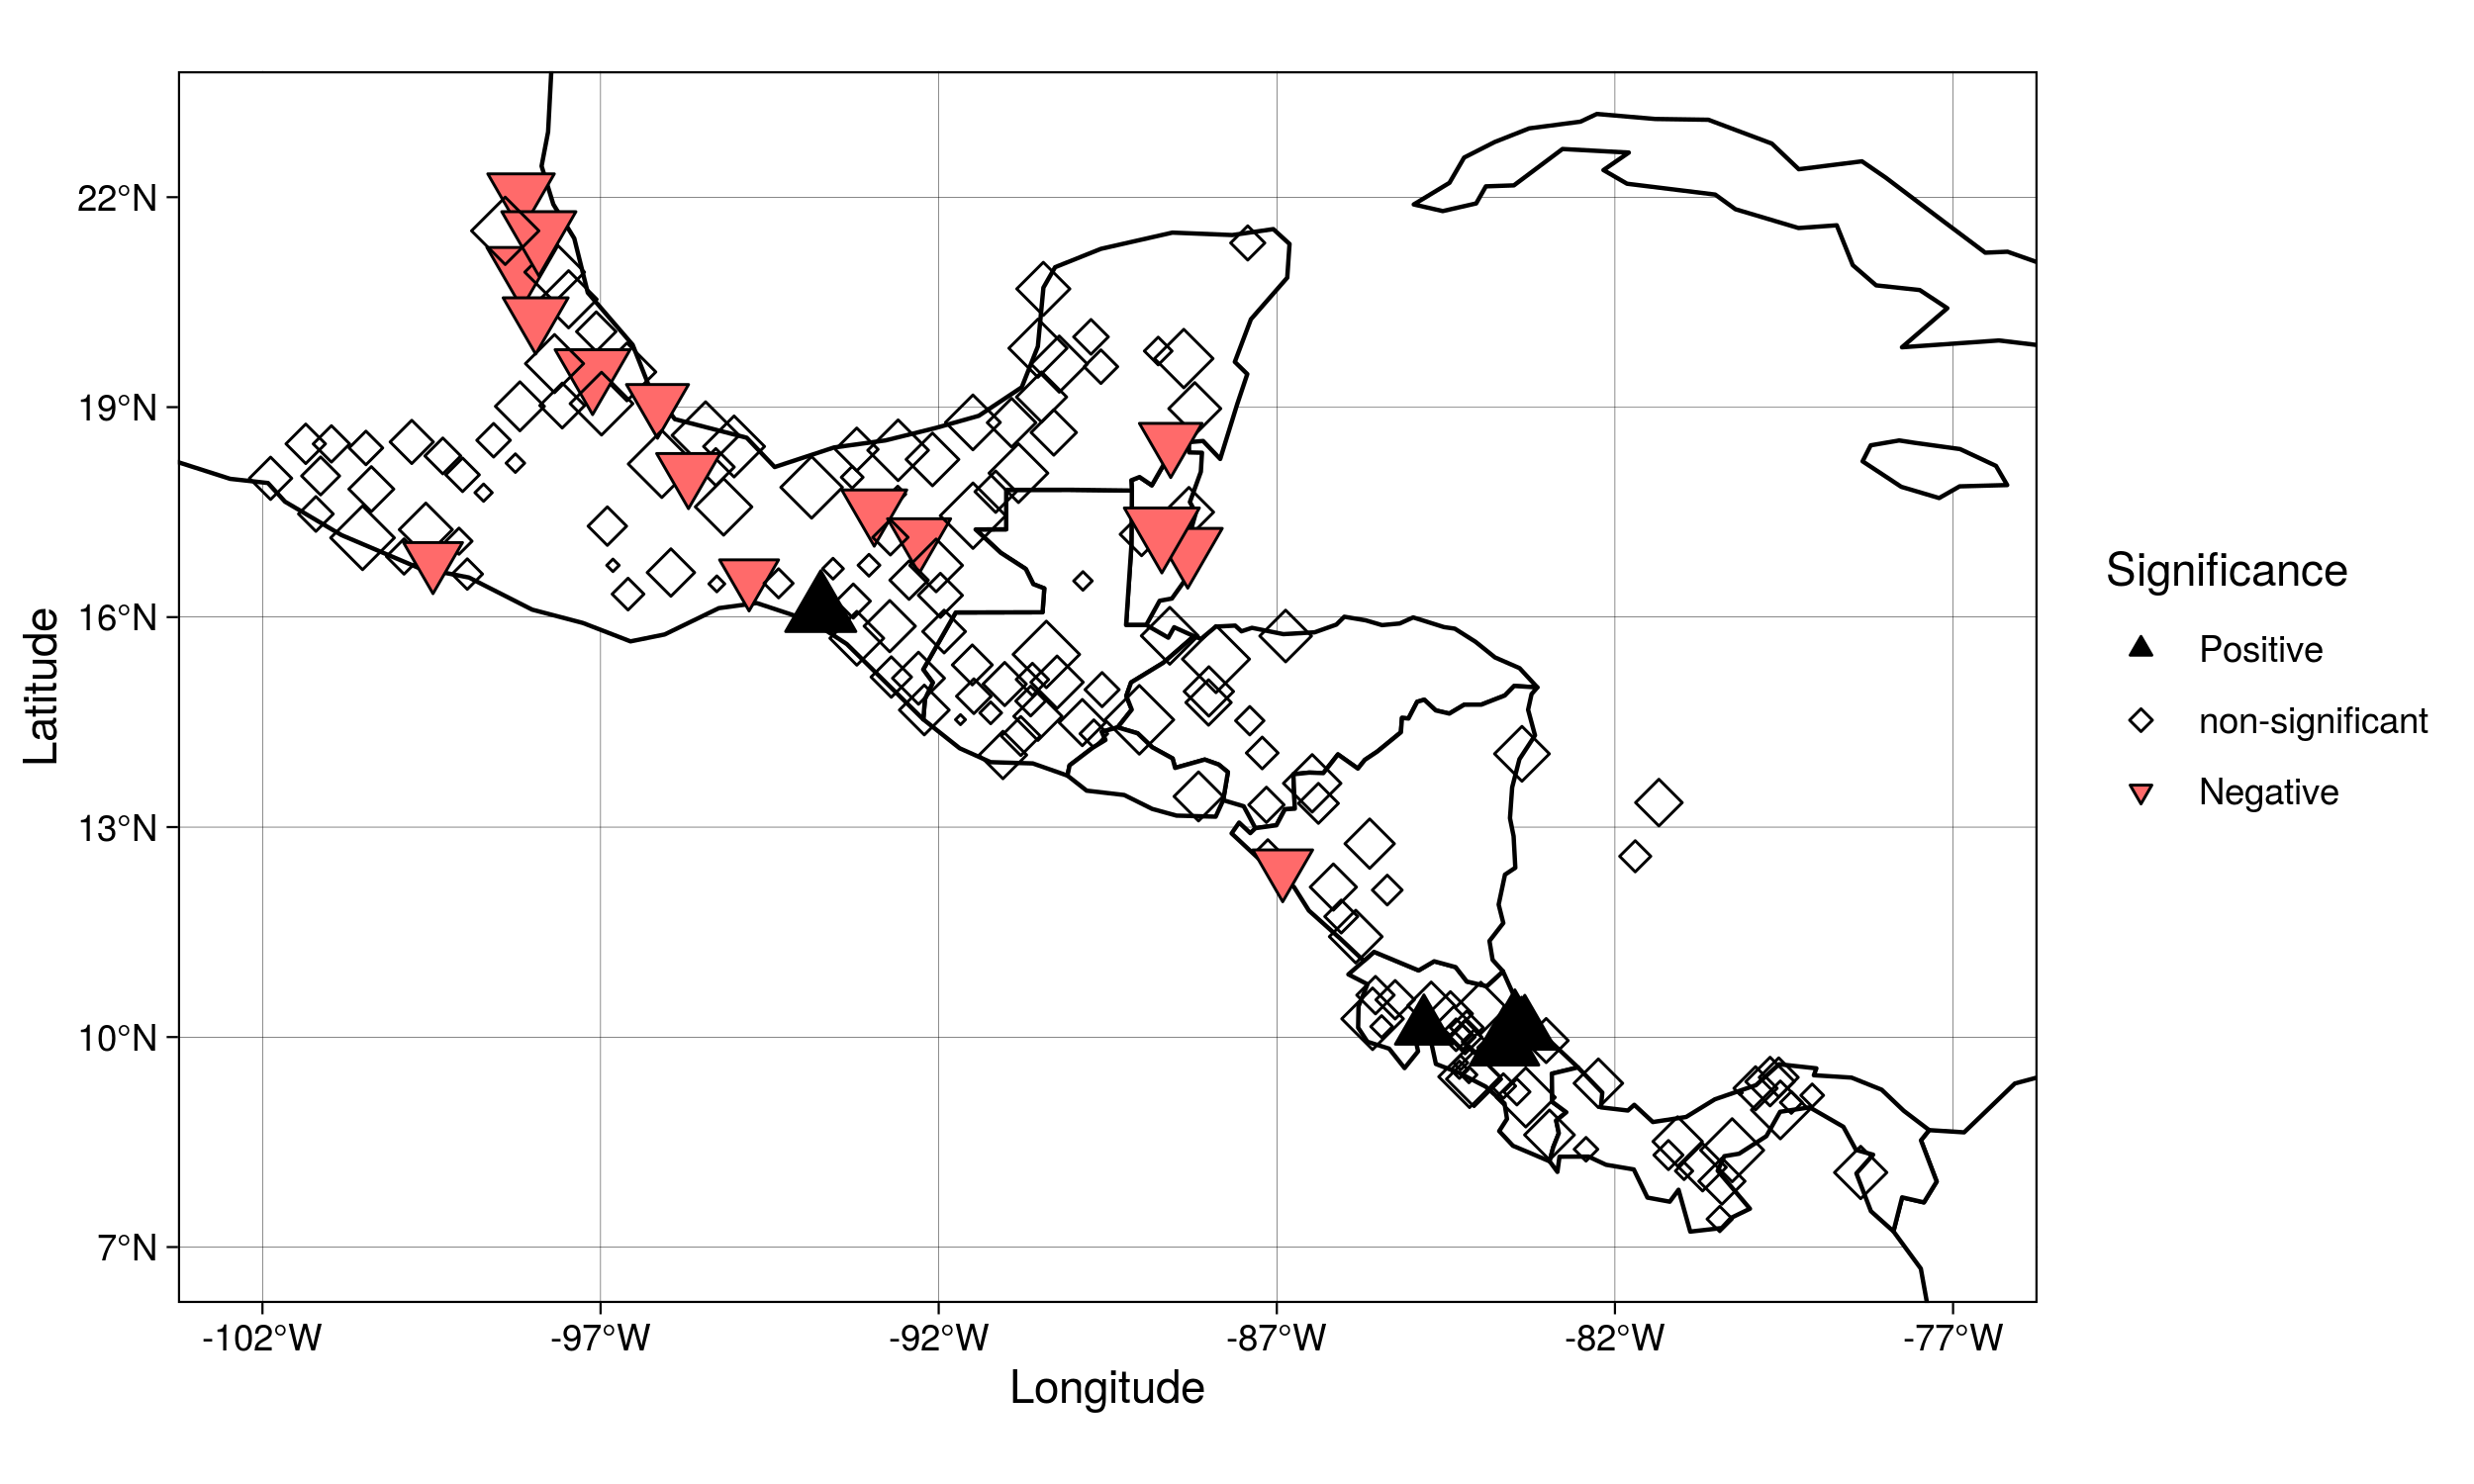 22°N
19°N
16°N
13°N
10°N
7°N
Latitude
-102°W
-97°W
-92°W
-87°W
-82°W
-77°W
Longitude
Significance
Positive
non-significant
Negative